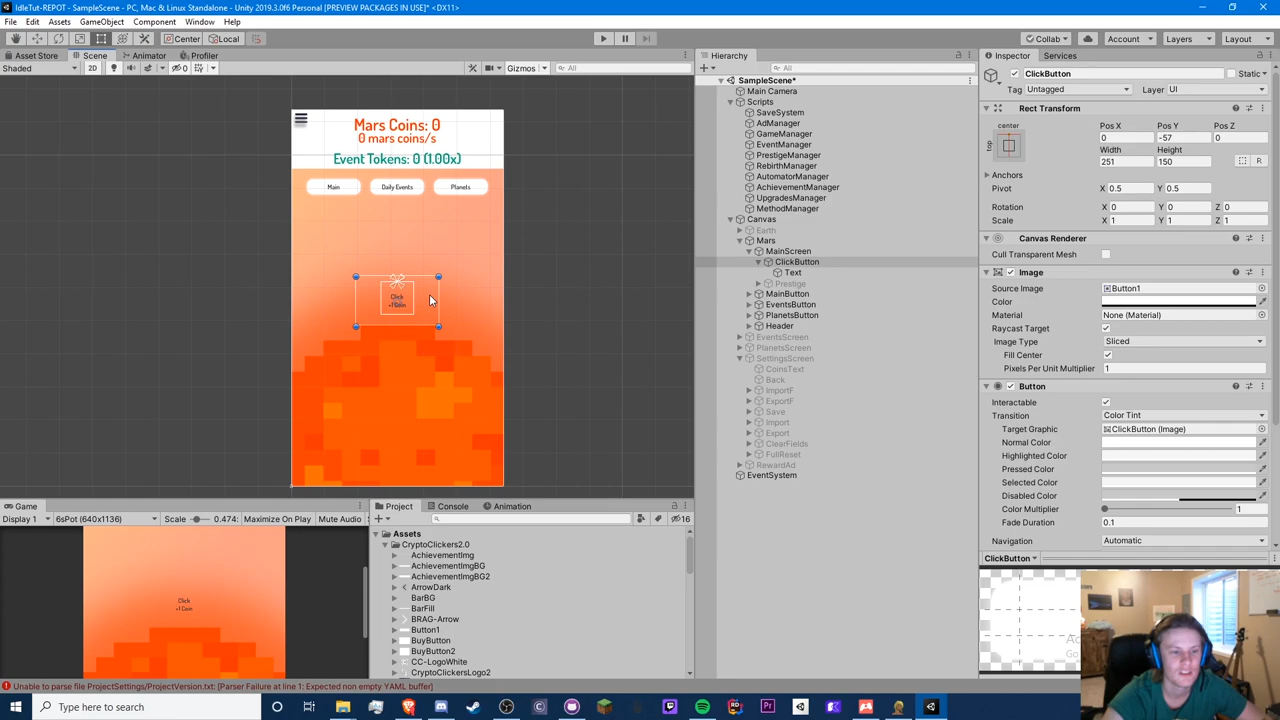 IdleTut-REPOT - SampleScene - PC, Mac & Linux Standalone - Unity 2019.3.0f6 Personal [PREVIEW PACKAGES IN USE]* <DX11>
File Edit Assets GameObject Component Window Help
Center Local Collab Account Layers Layout
Asset Store Scene Animator Profiler
Shaded 2D 0 Gizmos All
Mars Coins: 0
0 mars coins/s
Event Tokens: 0 (1.00x)
Main Daily Events Planets
Click
+1 Coin
Hierarchy
All
SampleScene*
Main Camera
Scripts
SaveSystem
AdManager
GameManager
EventManager
PrestigeManager
RebirthManager
AutomatorManager
AchievementManager
UpgradesManager
MethodManager
Canvas
Earth
Mars
MainScreen
ClickButton
Text
Prestige
MainButton
EventsButton
PlanetsButton
Header
EventsScreen
PlanetsScreen
SettingsScreen
CoinsText
Back
ImportF
ExportF
Save
Import
Export
ClearFields
FullReset
RewardAd
EventSystem
Inspector Services
ClickButton Static
Tag Untagged Layer UI
Rect Transform
center Pos X Pos Y Pos Z
top 0 -57 0
Width Height
251 150 R
Anchors
Pivot X 0.5 Y 0.5
Rotation X 0 Y 0 Z 0
Scale X 1 Y 1 Z 1
Canvas Renderer
Cull Transparent Mesh
Image
Source Image Button1
Color
Material None (Material)
Raycast Target
Image Type Sliced
Fill Center
Pixels Per Unit Multiplier 1
Button
Interactable
Transition Color Tint
Target Graphic ClickButton (Image)
Normal Color
Highlighted Color
Pressed Color
Selected Color
Disabled Color
Color Multiplier 1
Fade Duration 0.1
Navigation Automatic
ClickButton
Game
Display 1 6sPot (640x1136) Scale 0.474: Maximize On Play Mute Audio
Click
+1 Coin
Project Console Animation
16
Assets
CryptoClickers2.0
AchievementImg
AchievementImgBG
AchievementImgBG2
ArrowDark
BarBG
BarFill
BRAG-Arrow
Button1
BuyButton
BuyButton2
CC-LogoWhite
CryptoClickersLogo2
Unable to parse file ProjectSettings/ProjectVersion.txt: [Parser Failure at line 1: Expected non empty YAML buffer]
Type here to search